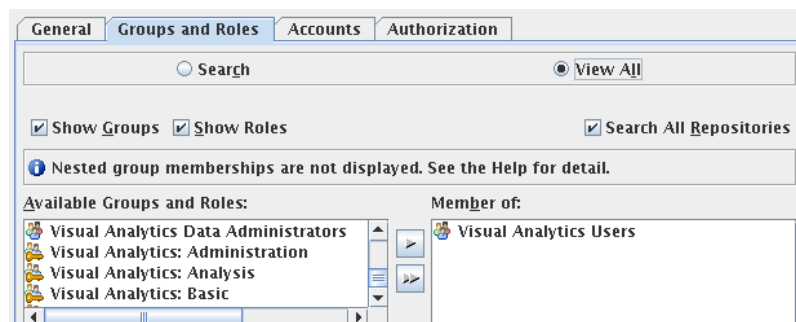 General Groups and Roles Accounts Authorization
Search View All
Show Groups Show Roles Search All Repositories
Nested group memberships are not displayed. See the Help for detail.
Available Groups and Roles: Member of:
Visual Analytics Data Administrators Visual Analytics Users
Visual Analytics: Administration
Visual Analytics: Analysis
Visual Analytics: Basic